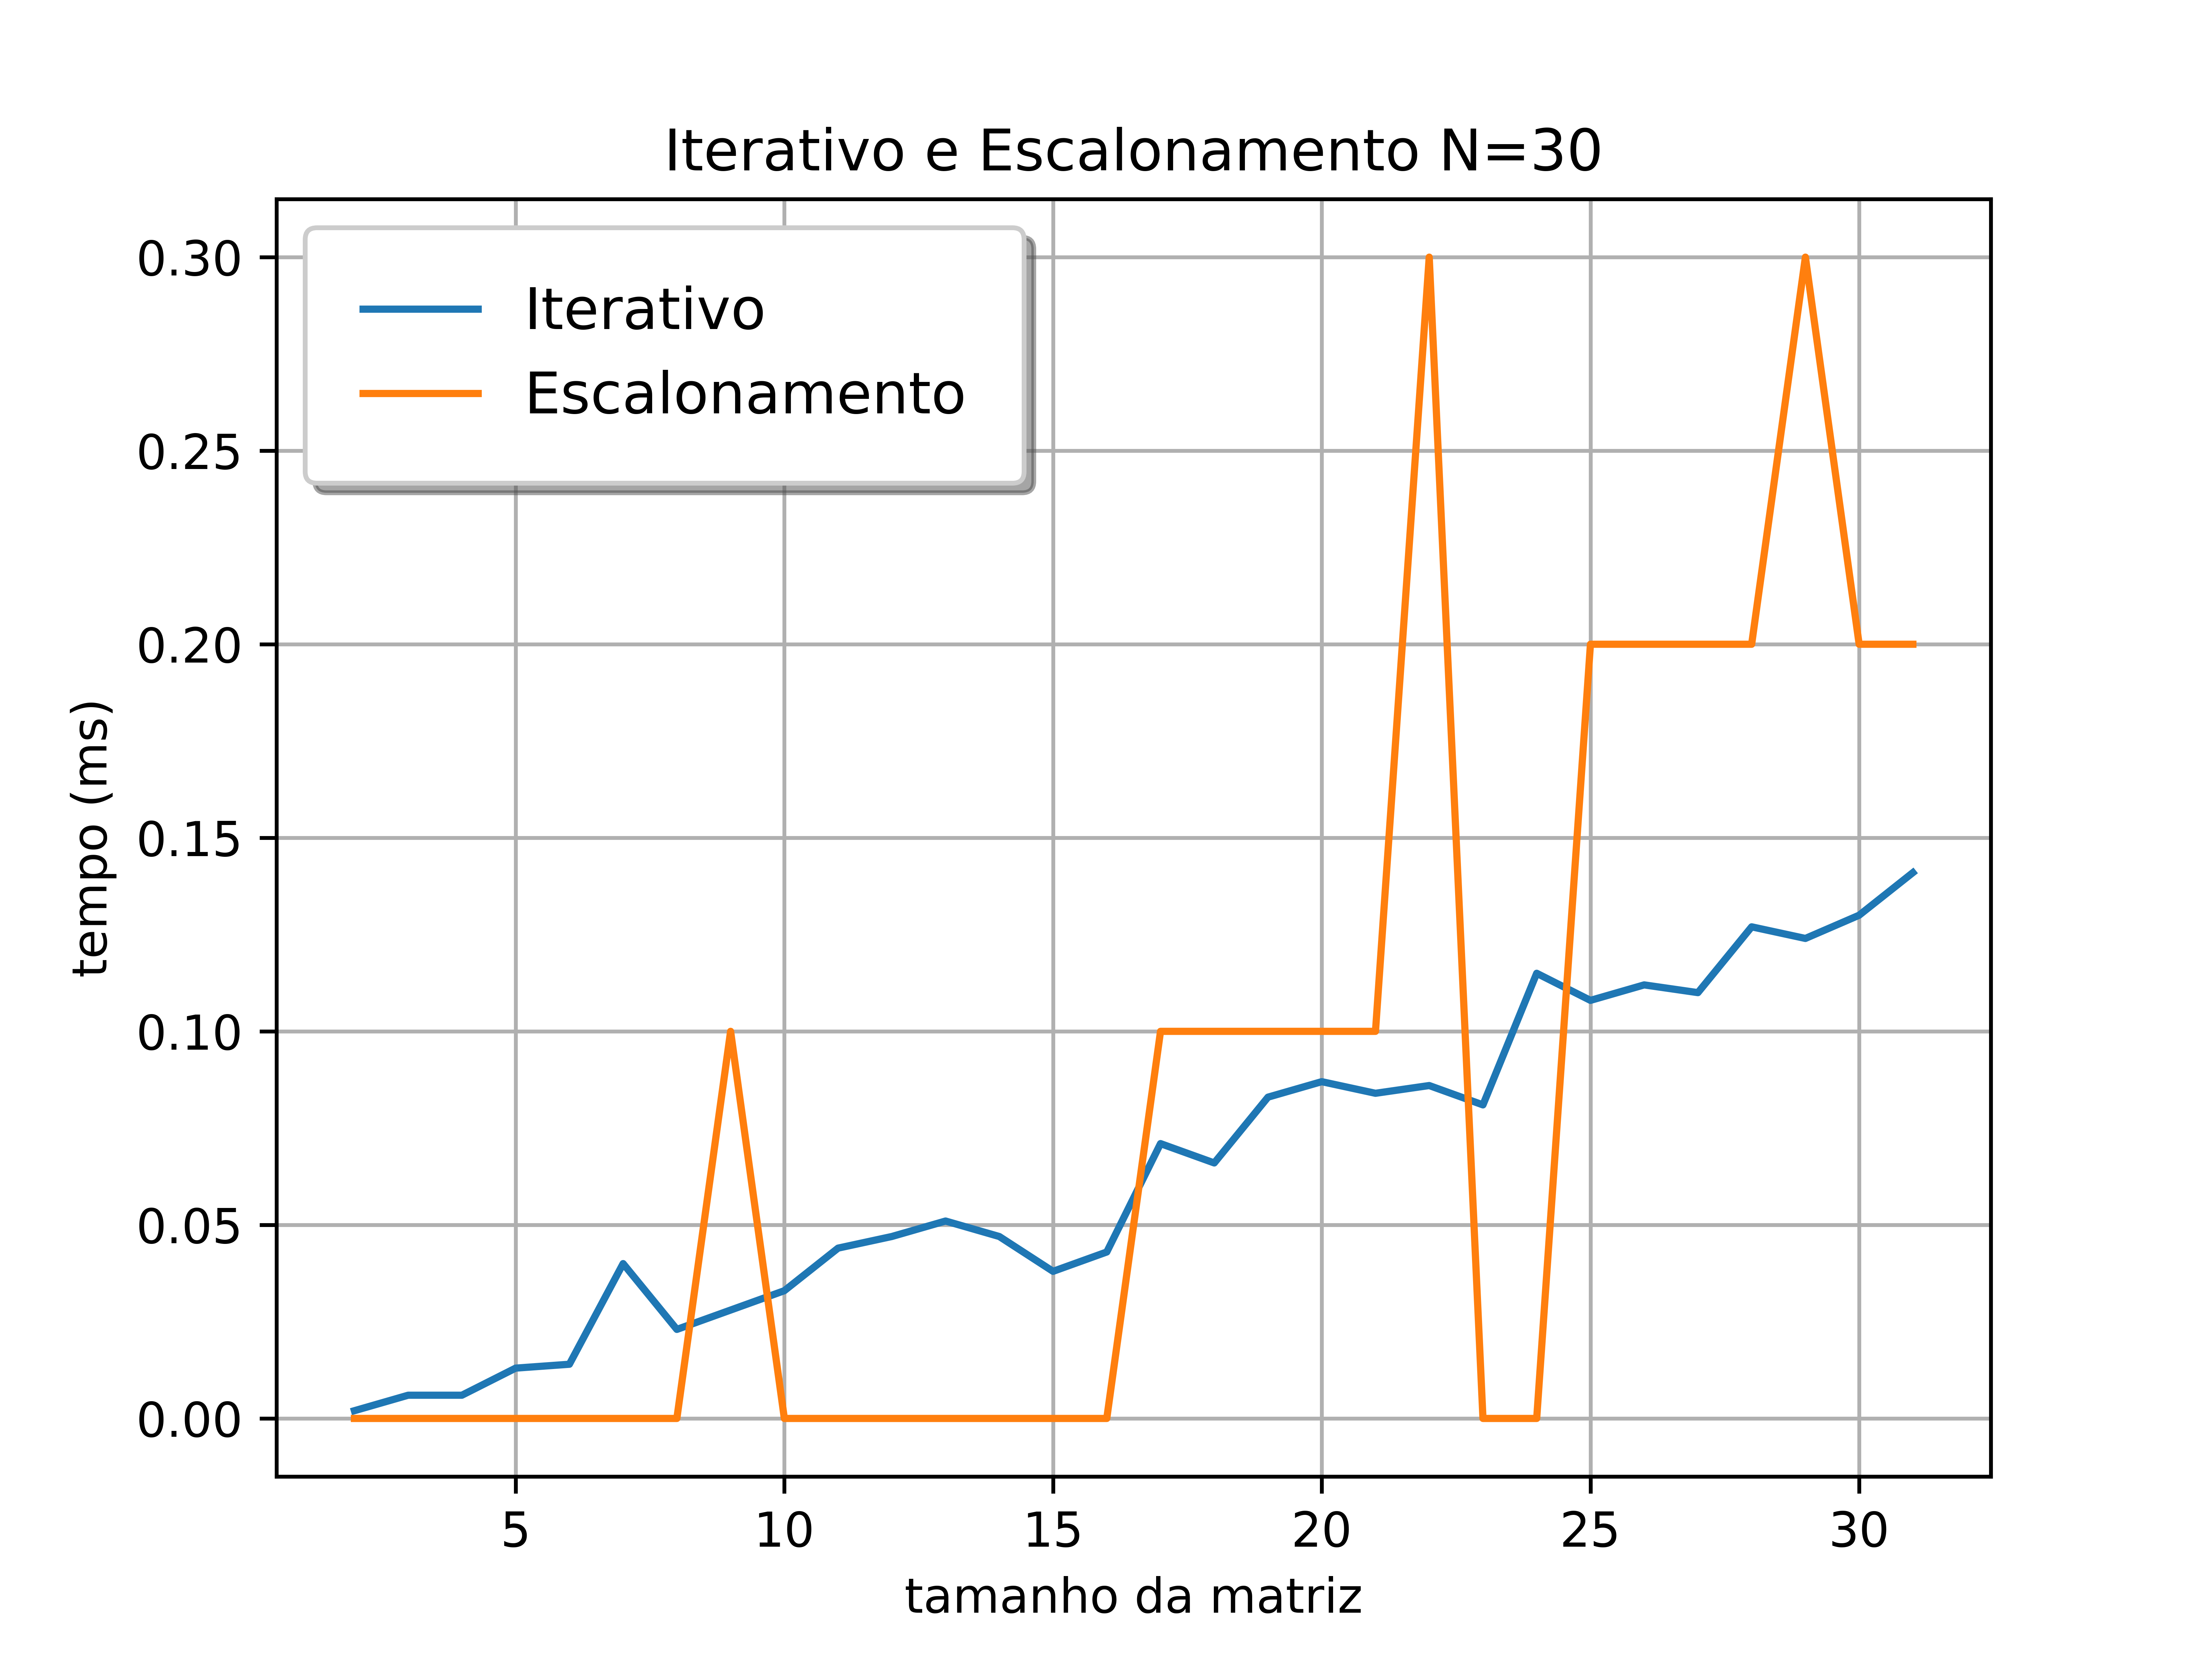 Iterativo e Escalonamento N=30
Iterativo
Escalonamento
0.30
0.25
0.20
0.15
0.10
0.05
0.00
tempo (ms)
5 10 15 20 25 30
tamanho da matriz